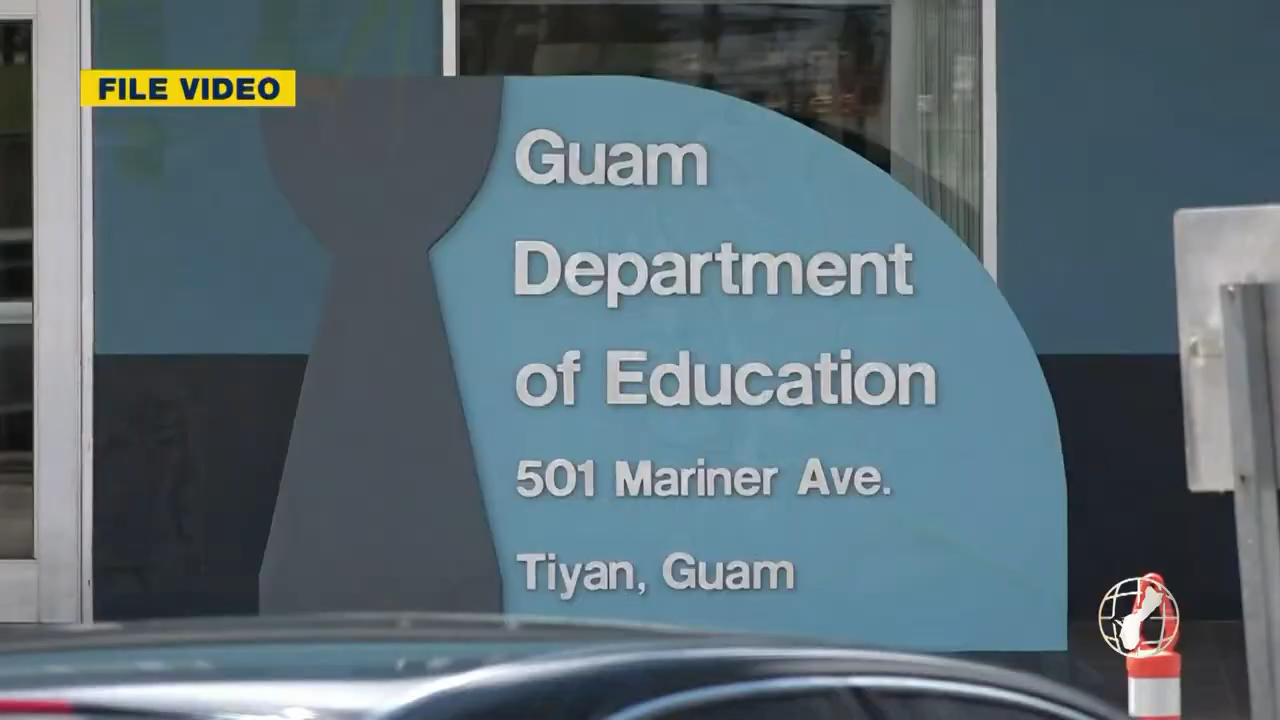 FILE VIDEO
Guam
Department
of Education
501 Mariner Ave.
Tiyan, Guam